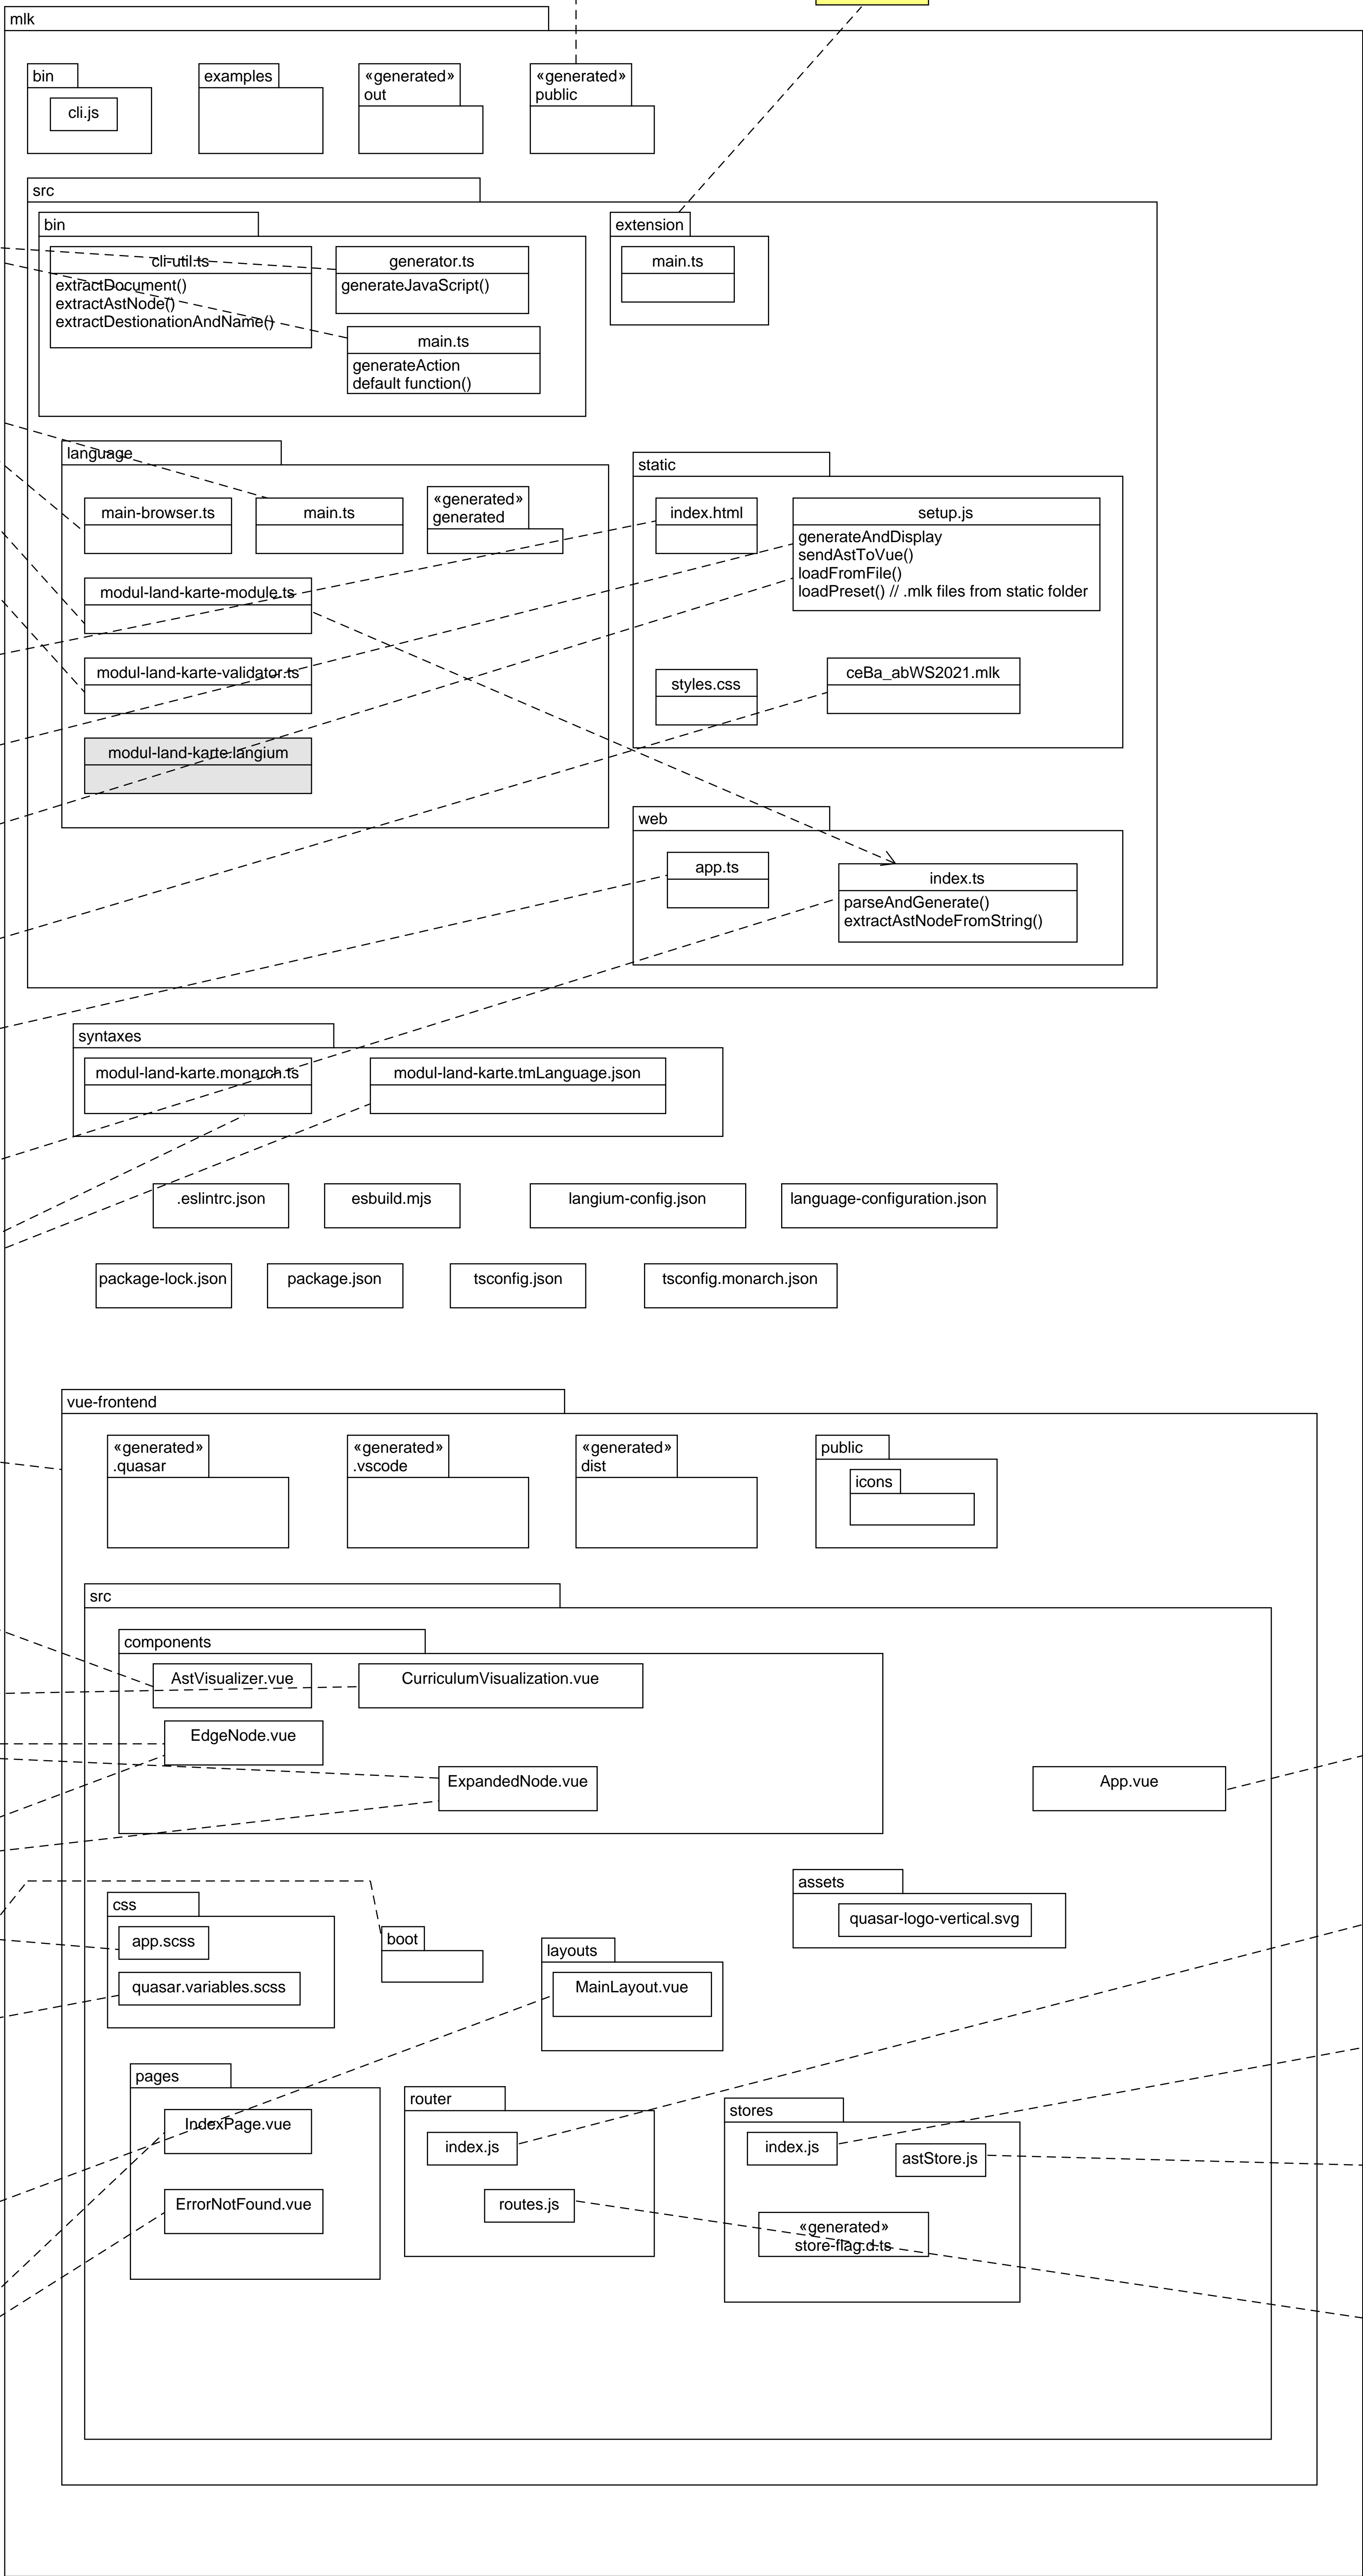 mlk
bin
cli.js
examples
«generated»
out
«generated»
public
src
bin
cli-util.ts
extractDocument()
extractAstNode()
extractDestionationAndName()
generator.ts
generateJavaScript()
main.ts
generateAction
default function()
extension
main.ts
language
main-browser.ts
main.ts
«generated»
generated
modul-land-karte-module.ts
modul-land-karte-validator.ts
modul-land-karte.langium
static
index.html
setup.js
generateAndDisplay
sendAstToVue()
loadFromFile()
loadPreset() // .mlk files from static folder
styles.css
ceBa_abWS2021.mlk
web
app.ts
index.ts
parseAndGenerate()
extractAstNodeFromString()
syntaxes
modul-land-karte.monarch.ts
modul-land-karte.tmLanguage.json
.eslintrc.json
esbuild.mjs
langium-config.json
language-configuration.json
package-lock.json
package.json
tsconfig.json
tsconfig.monarch.json
vue-frontend
«generated»
.quasar
«generated»
.vscode
«generated»
dist
public
icons
src
components
AstVisualizer.vue
CurriculumVisualization.vue
EdgeNode.vue
ExpandedNode.vue
App.vue
assets
quasar-logo-vertical.svg
css
app.scss
quasar.variables.scss
boot
layouts
MainLayout.vue
pages
IndexPage.vue
ErrorNotFound.vue
router
index.js
routes.js
stores
index.js
astStore.js
«generated»
store-flag.d.ts